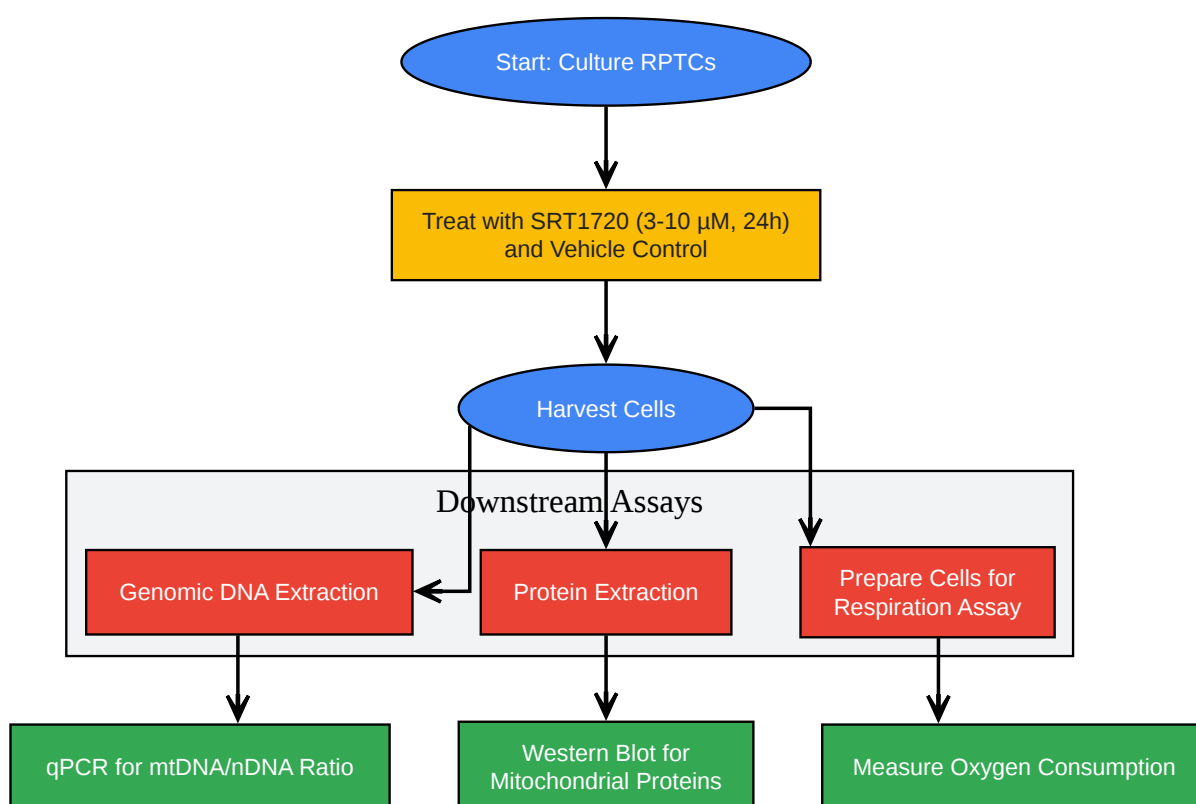 Start: Culture RPTCs
Treat with SRT1720 (3-10 µM, 24h)
and Vehicle Control
Harvest Cells
Downstream Assays
Genomic DNA Extraction
Protein Extraction
Prepare Cells for
Respiration Assay
qPCR for mtDNA/nDNA Ratio
Western Blot for
Mitochondrial Proteins
Measure Oxygen Consumption